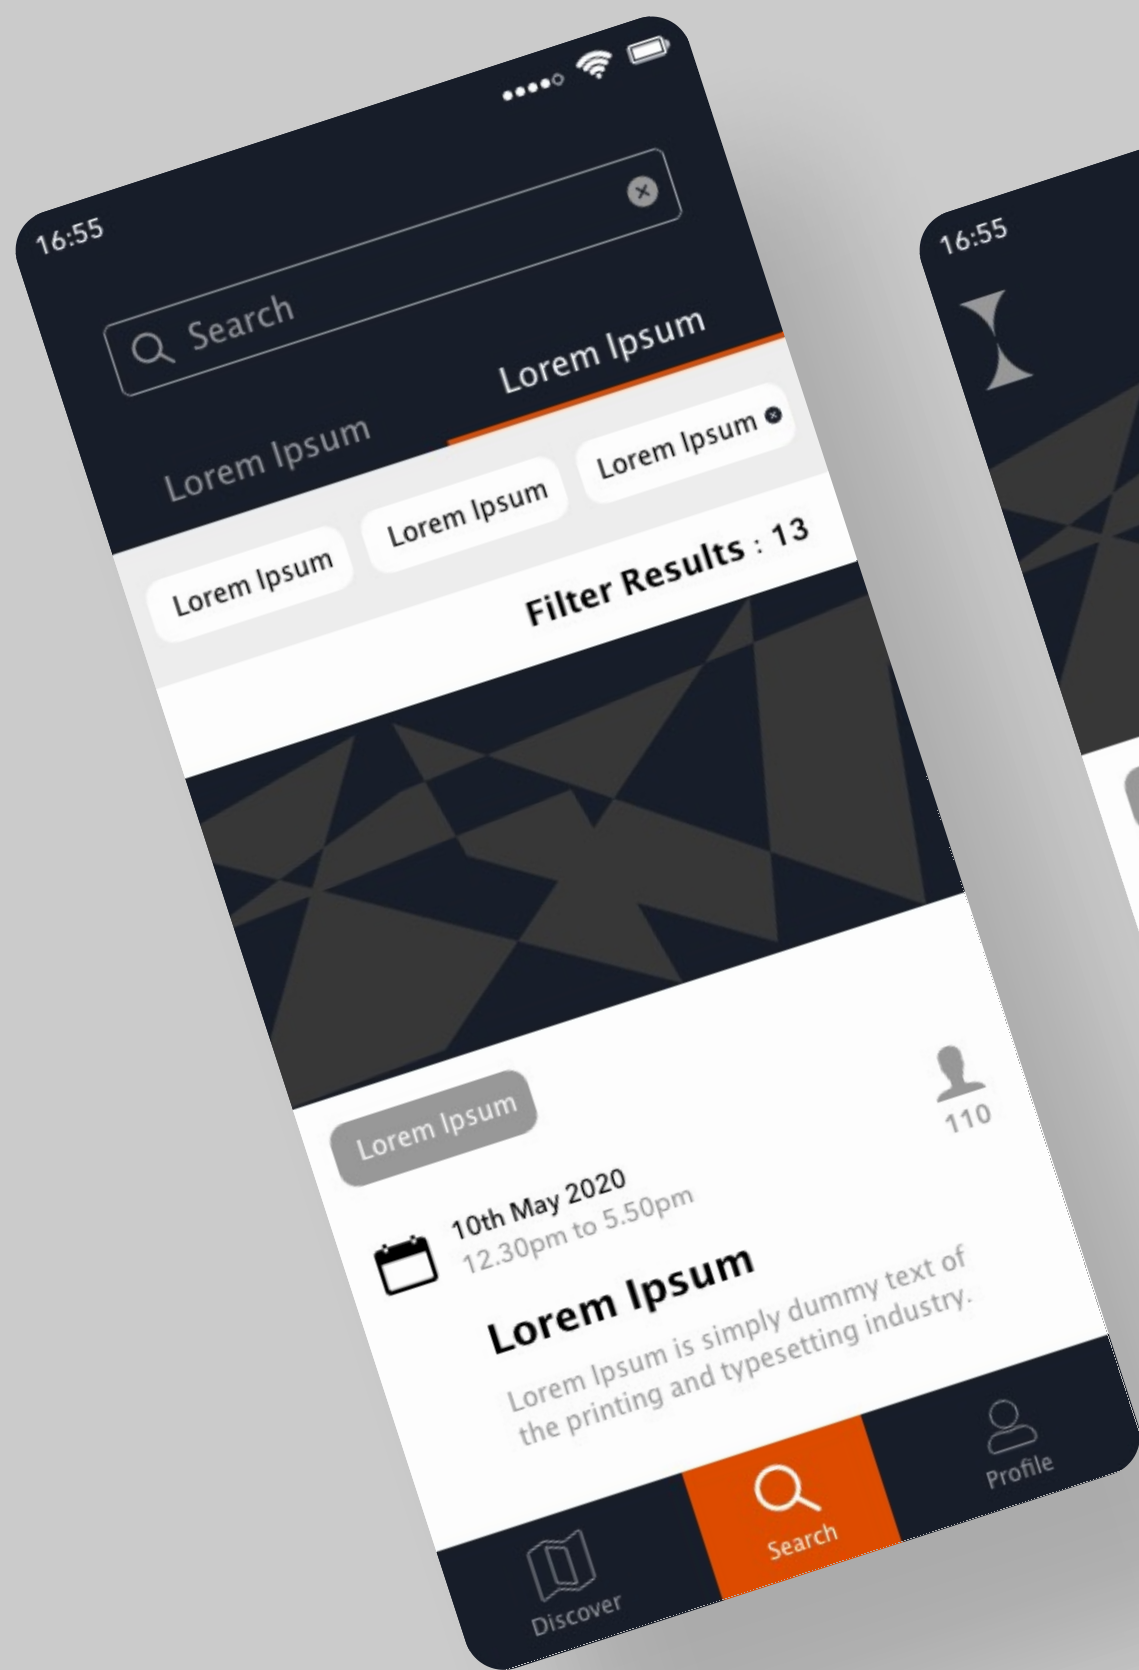 16:55
Search
Lorem Ipsum
Lorem Ipsum
Lorem Ipsum
Lorem Ipsum
Lorem Ipsum
Filter Results : 13
Lorem Ipsum
110
10th May 2020
12.30pm to 5.50pm
Lorem Ipsum
Lorem Ipsum is simply dummy text of
the printing and typesetting industry.
Discover
Search
Profile
16:55